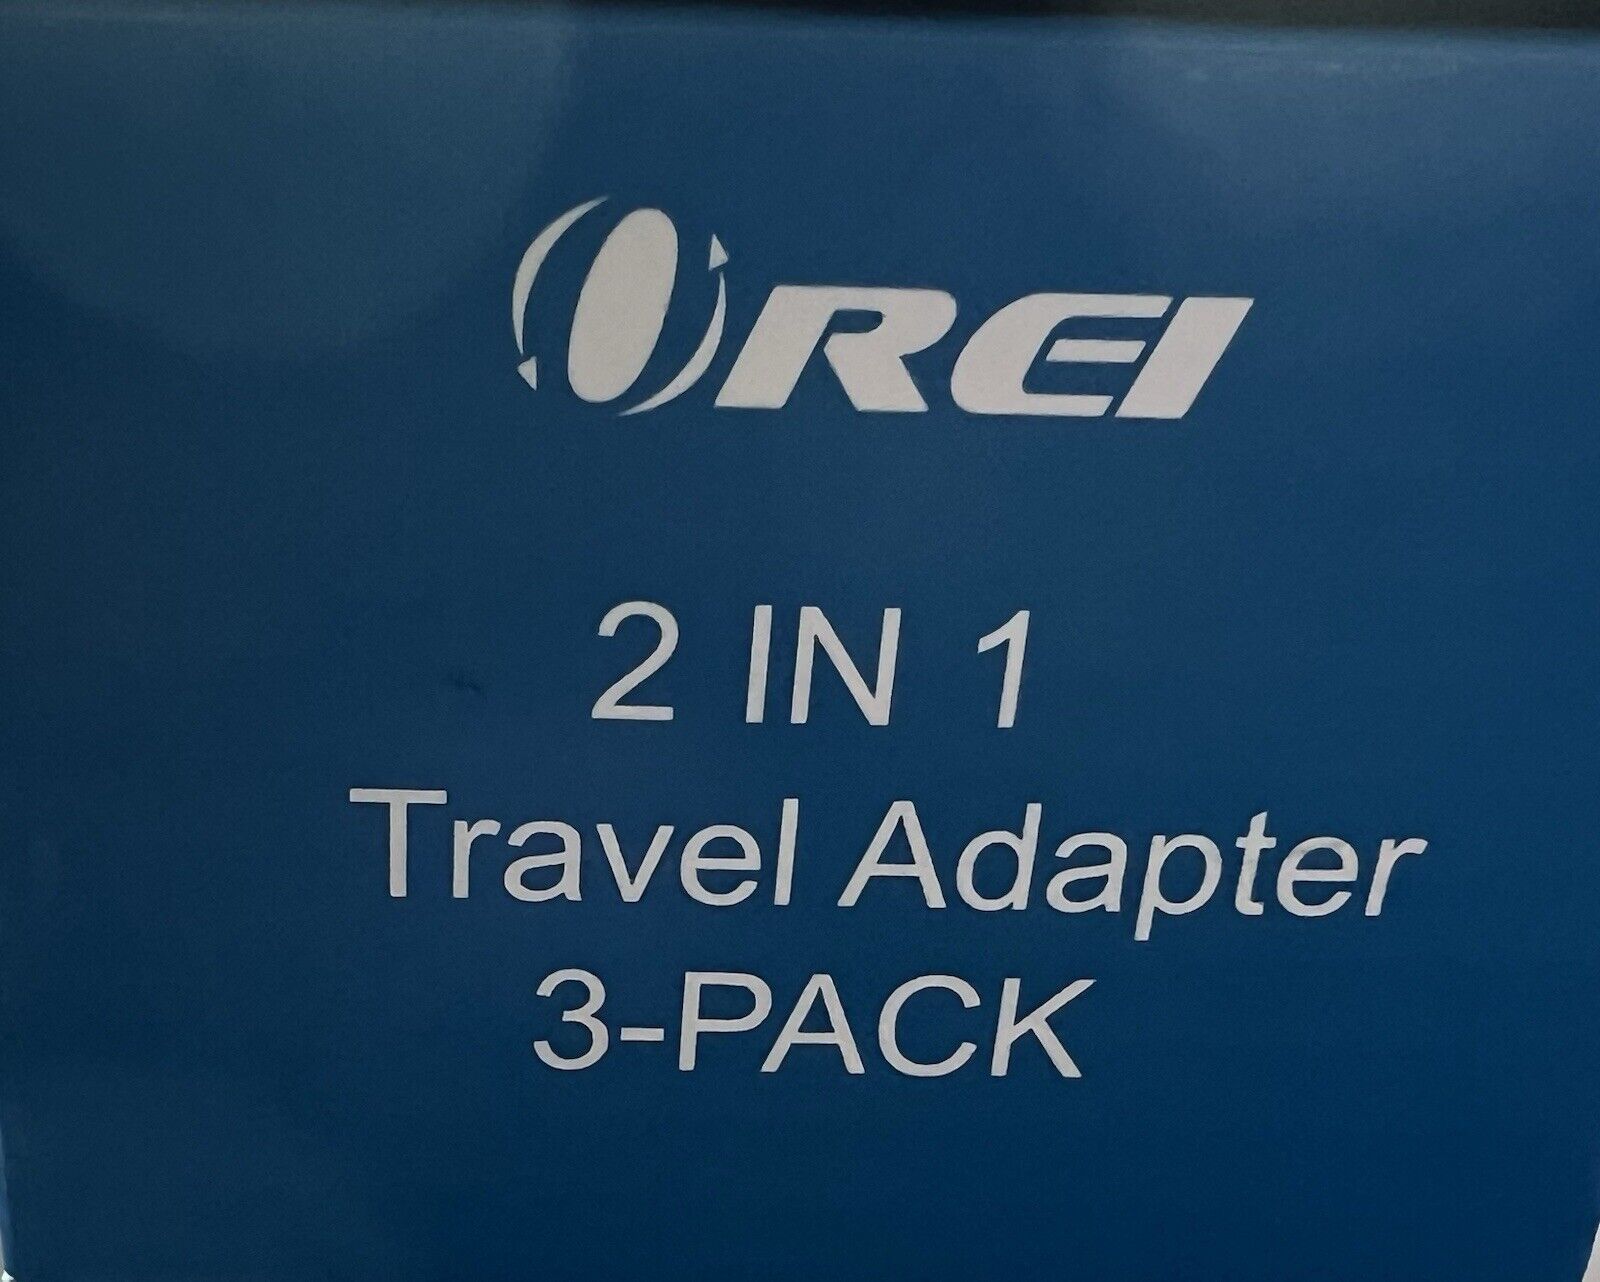 OREI
2 IN 1
Travel Adapter
3-PACK